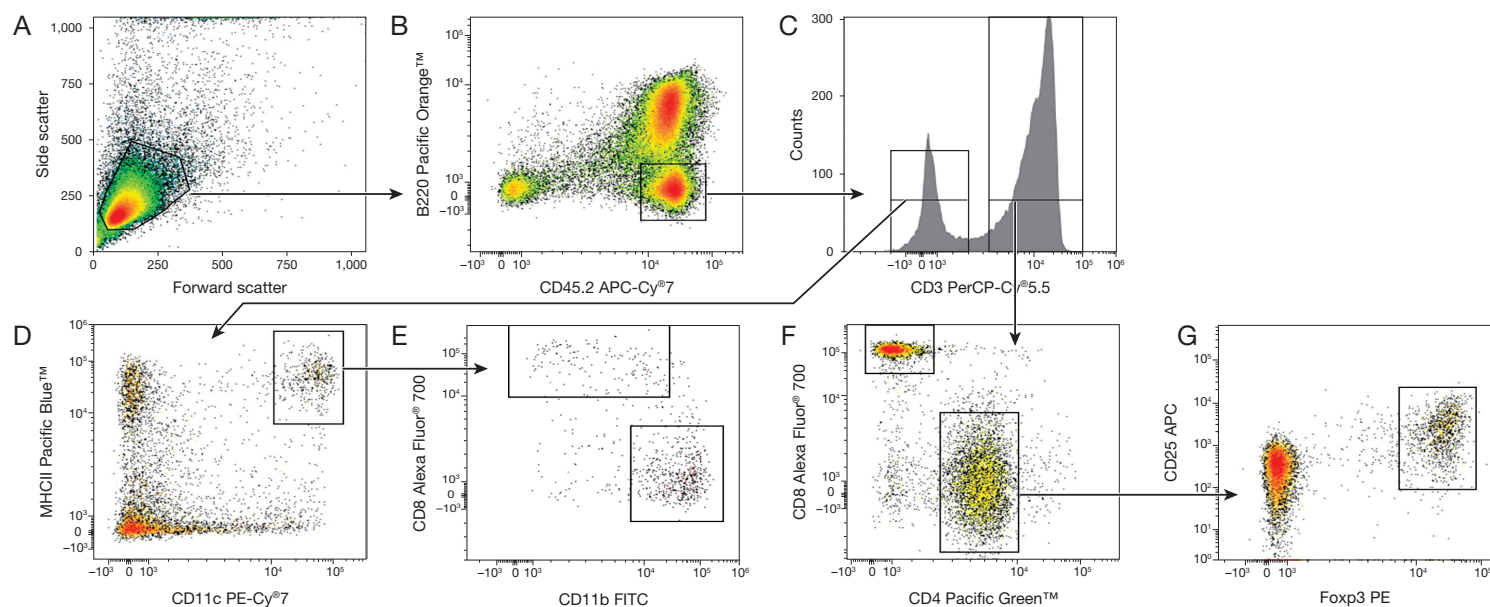 A
Side scatter
1,000
750
500
250
0
0 250 500 750 1,000
Forward scatter
B
B220 Pacific Orange™
10⁵
10⁴
10³
0
−10³
−10³ 0 10³ 10⁴ 10⁵
CD45.2 APC-Cy®7
C
Counts
300
200
100
0
−10³ 0 10³ 10⁴ 10⁵ 10⁶
CD3 PerCP-Cy®5.5
D
MHCII Pacific Blue™
10⁶
10⁵
10⁴
10³
0
−10³
−10³ 0 10³ 10⁴ 10⁵
CD11c PE-Cy®7
E
CD8 Alexa Fluor® 700
10⁵
10⁴
10³
0
−10³
−10³ 0 10³ 10⁴ 10⁵ 10⁶
CD11b FITC
F
CD8 Alexa Fluor® 700
10⁵
10⁴
10³
0
−10³
−10³ 0 10³ 10⁴ 10⁵
CD4 Pacific Green™
G
CD25 APC
10⁵
10⁴
10³
10²
10¹
10⁰
−10³ 0 10³ 10⁴ 10⁵
Foxp3 PE